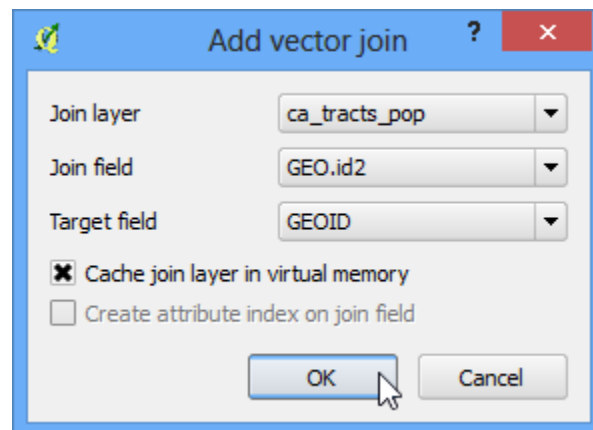 Add vector join ?
Join layer ca_tracts_pop
Join field GEO.id2
Target field GEOID
Cache join layer in virtual memory
Create attribute index on join field
OK Cancel